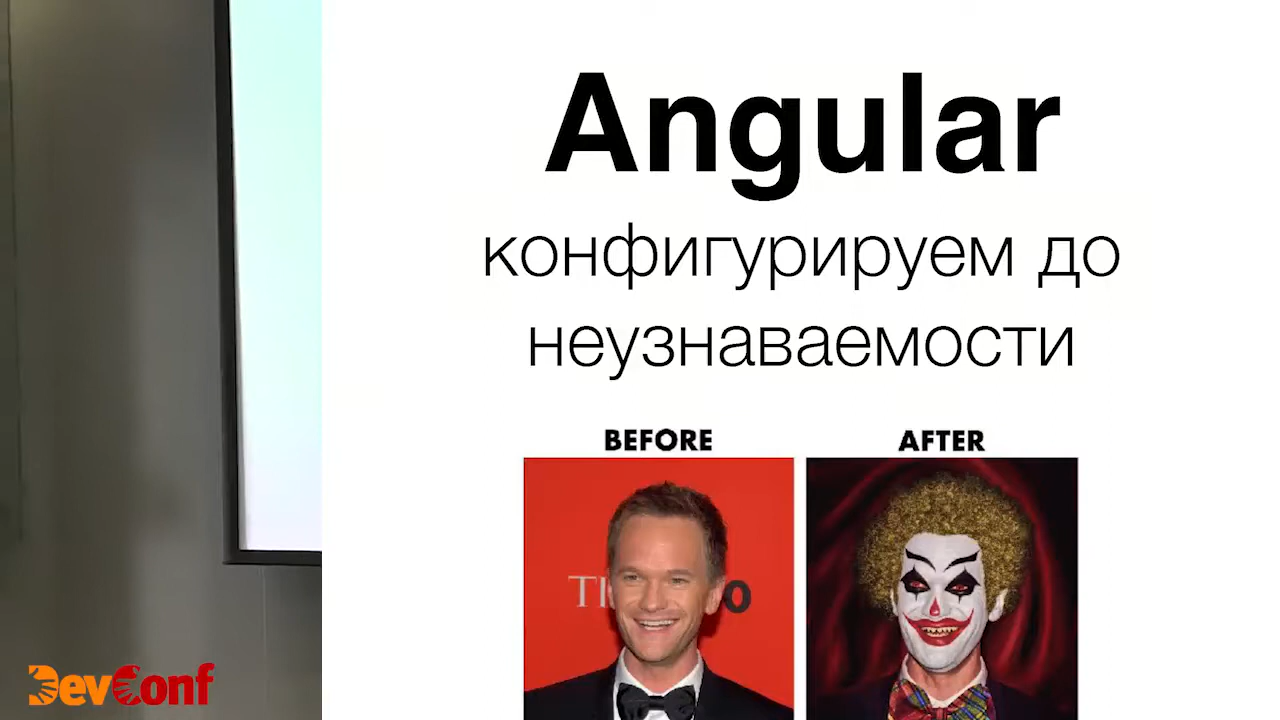 Angular
конфигурируем до
неузнаваемости
BEFORE
AFTER
DevConf